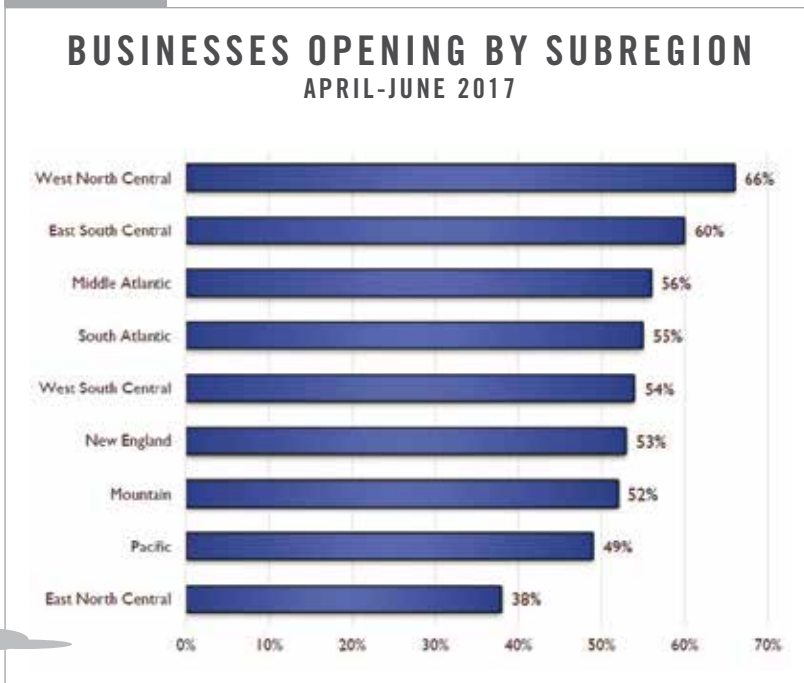 BUSINESSES OPENING BY SUBREGION
APRIL-JUNE 2017
West North Central 66%
East South Central 60%
Middle Atlantic 56%
South Atlantic 55%
West South Central 54%
New England 53%
Mountain 52%
Pacific 49%
East North Central 38%
0% 10% 20% 30% 40% 50% 60% 70%